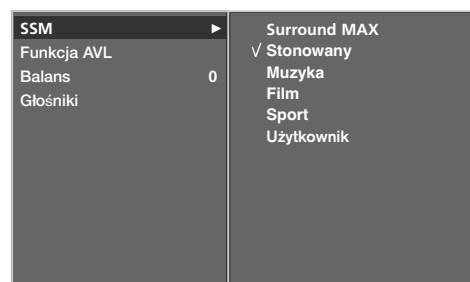 SSM ▶
Funkcja AVL
Balans 0
Głośniki
Surround MAX
√ Stonowany
Muzyka
Film
Sport
Użytkownik